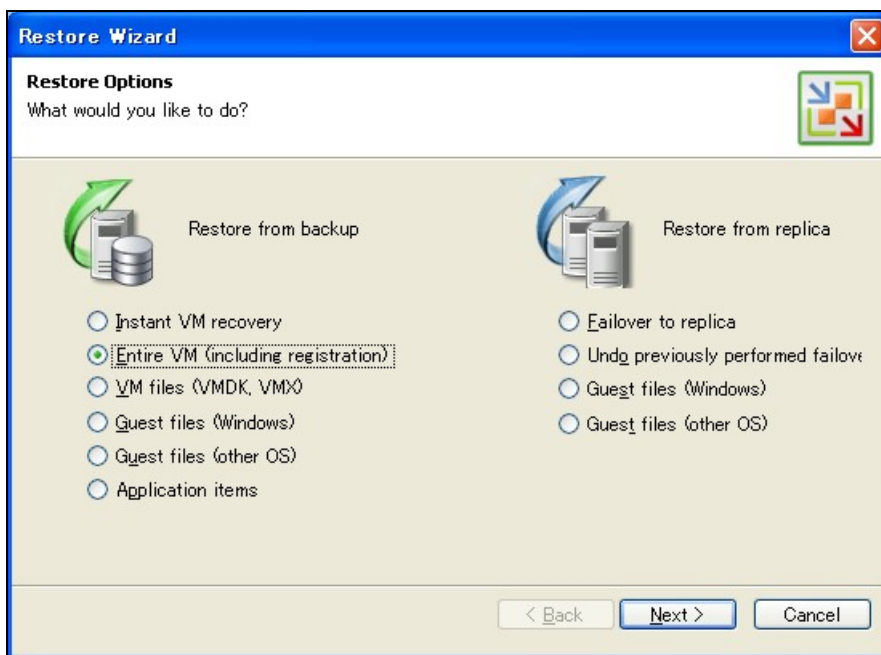 Restore Wizard
Restore Options
What would you like to do?
Restore from backup
Instant VM recovery
Entire VM (including registration)
VM files (VMDK, VMX)
Guest files (Windows)
Guest files (other OS)
Application items
Restore from replica
Failover to replica
Undo previously performed failove
Guest files (Windows)
Guest files (other OS)
< Back
Next >
Cancel